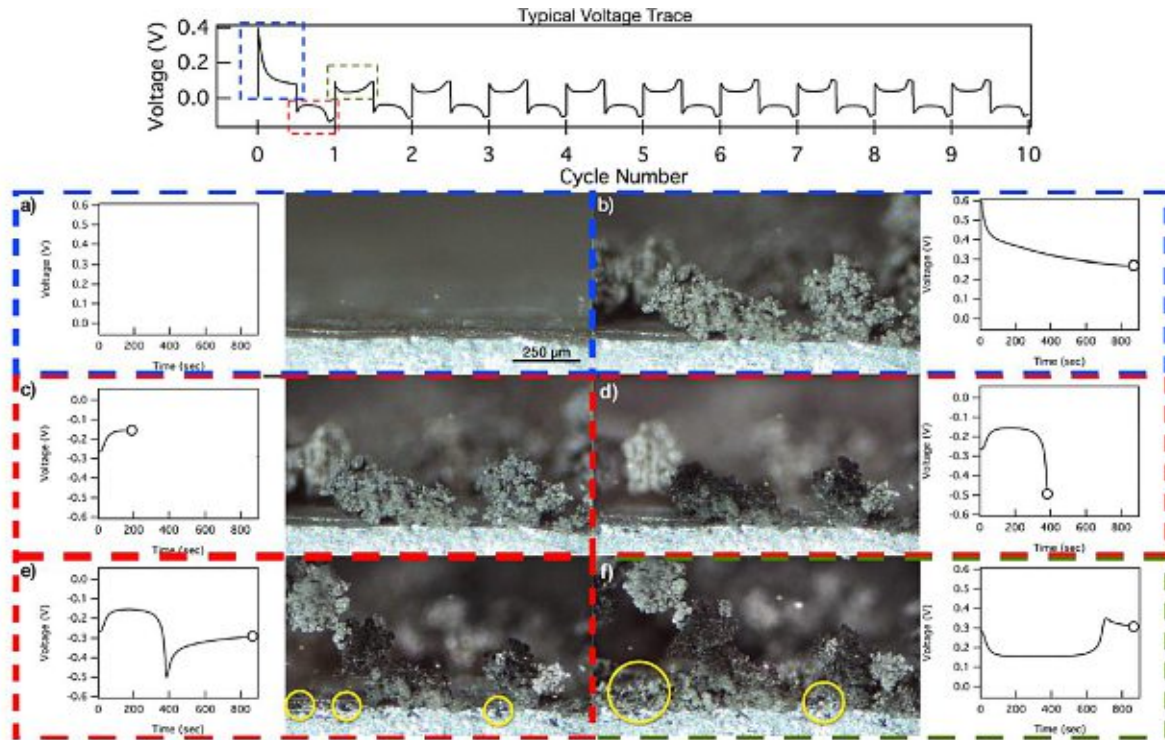 Typical Voltage Trace
Voltage (V)
0.4
0.2
0.0
0 1 2 3 4 5 6 7 8 9 10
Cycle Number
a)
Voltage (V)
0.6
0.5
0.4
0.3
0.2
0.1
0.0
0 200 400 600 800
Time (sec)
250 µm
b)
Voltage (V)
0.6
0.5
0.4
0.3
0.2
0.1
0.0
0 200 400 600 800
Time (sec)
c)
Voltage (V)
0.0
-0.1
-0.2
-0.3
-0.4
-0.5
-0.6
0 200 400 600 800
Time (sec)
d)
Voltage (V)
0.0
-0.1
-0.2
-0.3
-0.4
-0.5
-0.6
0 200 400 600 800
Time (sec)
e)
Voltage (V)
0.0
-0.1
-0.2
-0.3
-0.4
-0.5
-0.6
0 200 400 600 800
Time (sec)
f)
Voltage (V)
0.6
0.5
0.4
0.3
0.2
0.1
0.0
0 200 400 600 800
Time (sec)